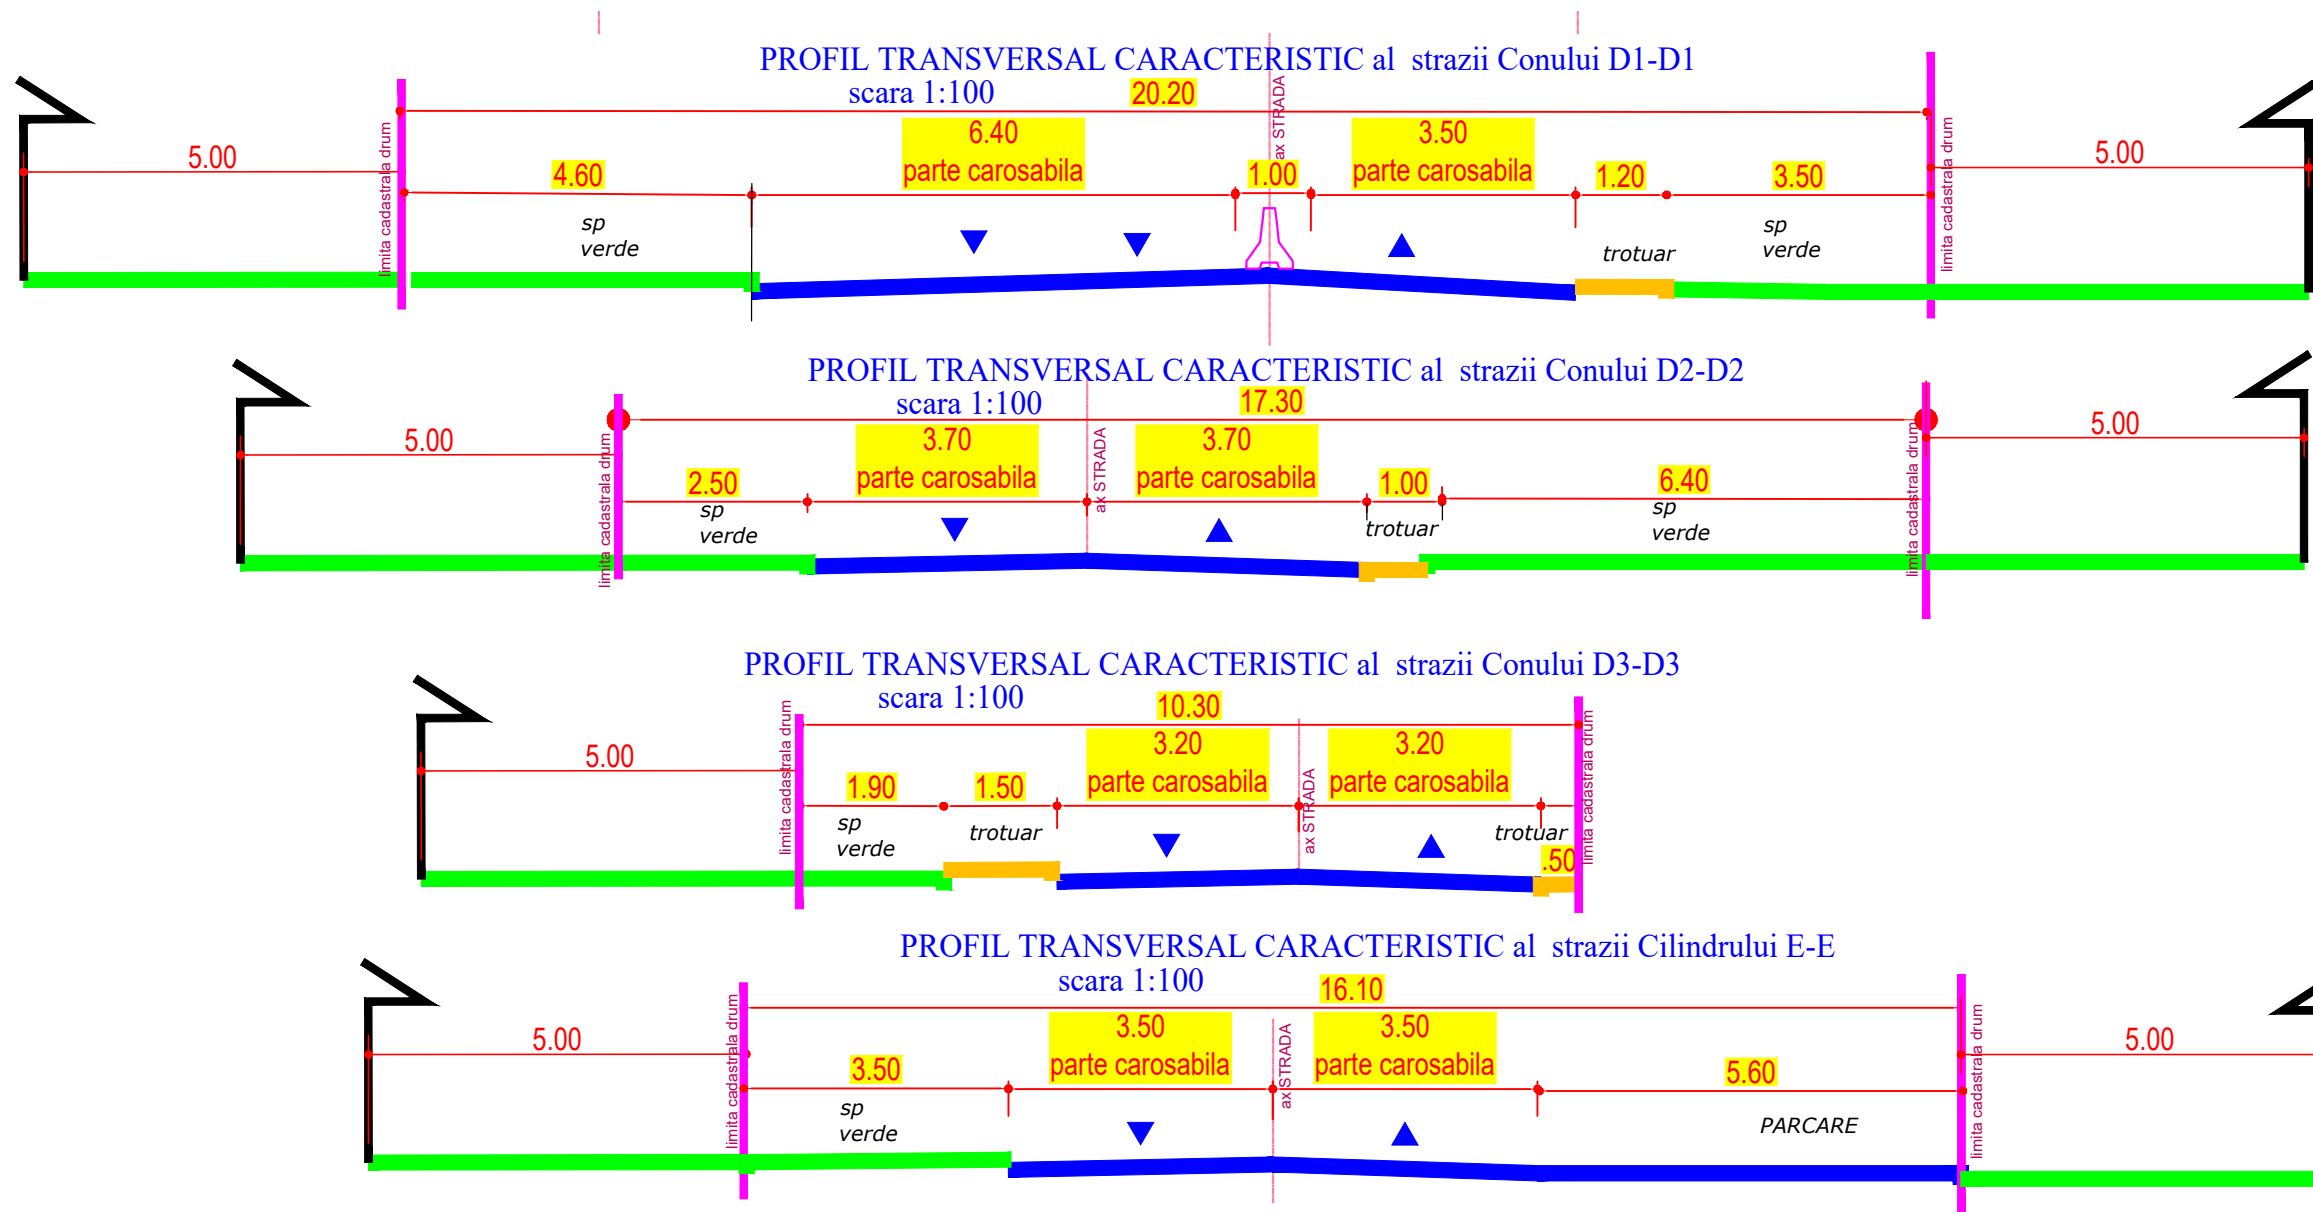 PROFIL TRANSVERSAL CARACTERISTIC al strazii Conului D1-D1
scara 1:100
20.20
ax STRADA
limita cadastrala drum
limita cadastrala drum
5.00
4.60
6.40
parte carosabila
1.00
3.50
parte carosabila
1.20
3.50
5.00
sp
verde
trotuar
sp
verde
PROFIL TRANSVERSAL CARACTERISTIC al strazii Conului D2-D2
scara 1:100
17.30
ax STRADA
limita cadastrala drum
limita cadastrala drum
5.00
2.50
3.70
parte carosabila
3.70
parte carosabila
1.00
6.40
5.00
sp
verde
trotuar
sp
verde
PROFIL TRANSVERSAL CARACTERISTIC al strazii Conului D3-D3
scara 1:100
10.30
limita cadastrala drum
limita cadastrala drum
ax STRADA
5.00
1.90
1.50
3.20
parte carosabila
3.20
parte carosabila
sp
verde
trotuar
trotuar
.50
PROFIL TRANSVERSAL CARACTERISTIC al strazii Cilindrului E-E
scara 1:100
16.10
limita cadastrala drum
limita cadastrala drum
ax STRADA
5.00
3.50
3.50
parte carosabila
3.50
parte carosabila
5.60
5.00
sp
verde
PARCARE